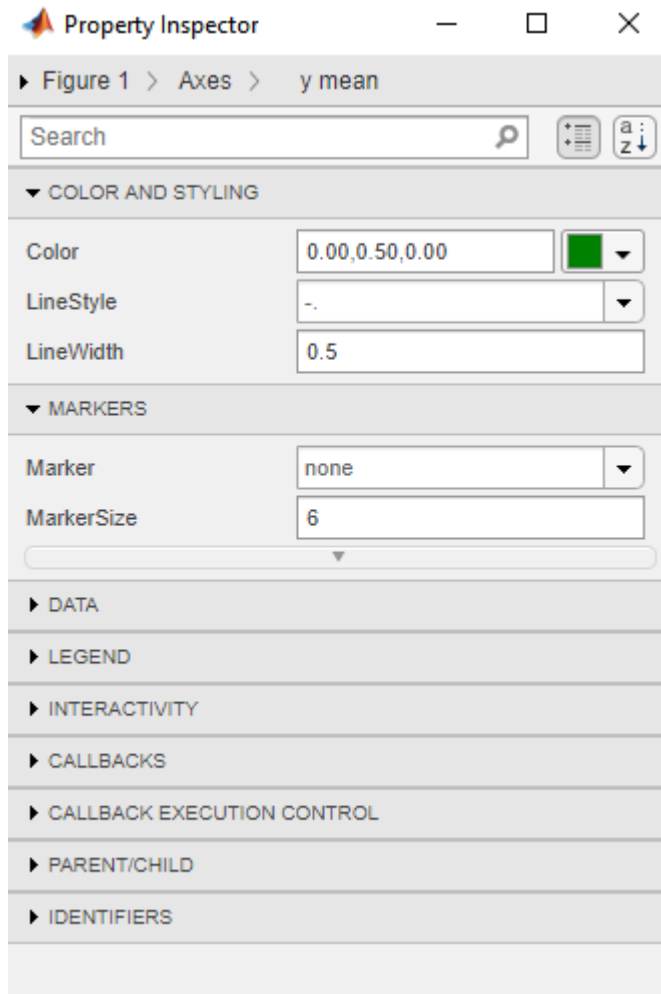 Property Inspector
Figure 1 > Axes > y mean
Search
COLOR AND STYLING
Color 0.00,0.50,0.00
LineStyle -.
LineWidth 0.5
MARKERS
Marker none
MarkerSize 6
DATA
LEGEND
INTERACTIVITY
CALLBACKS
CALLBACK EXECUTION CONTROL
PARENT/CHILD
IDENTIFIERS